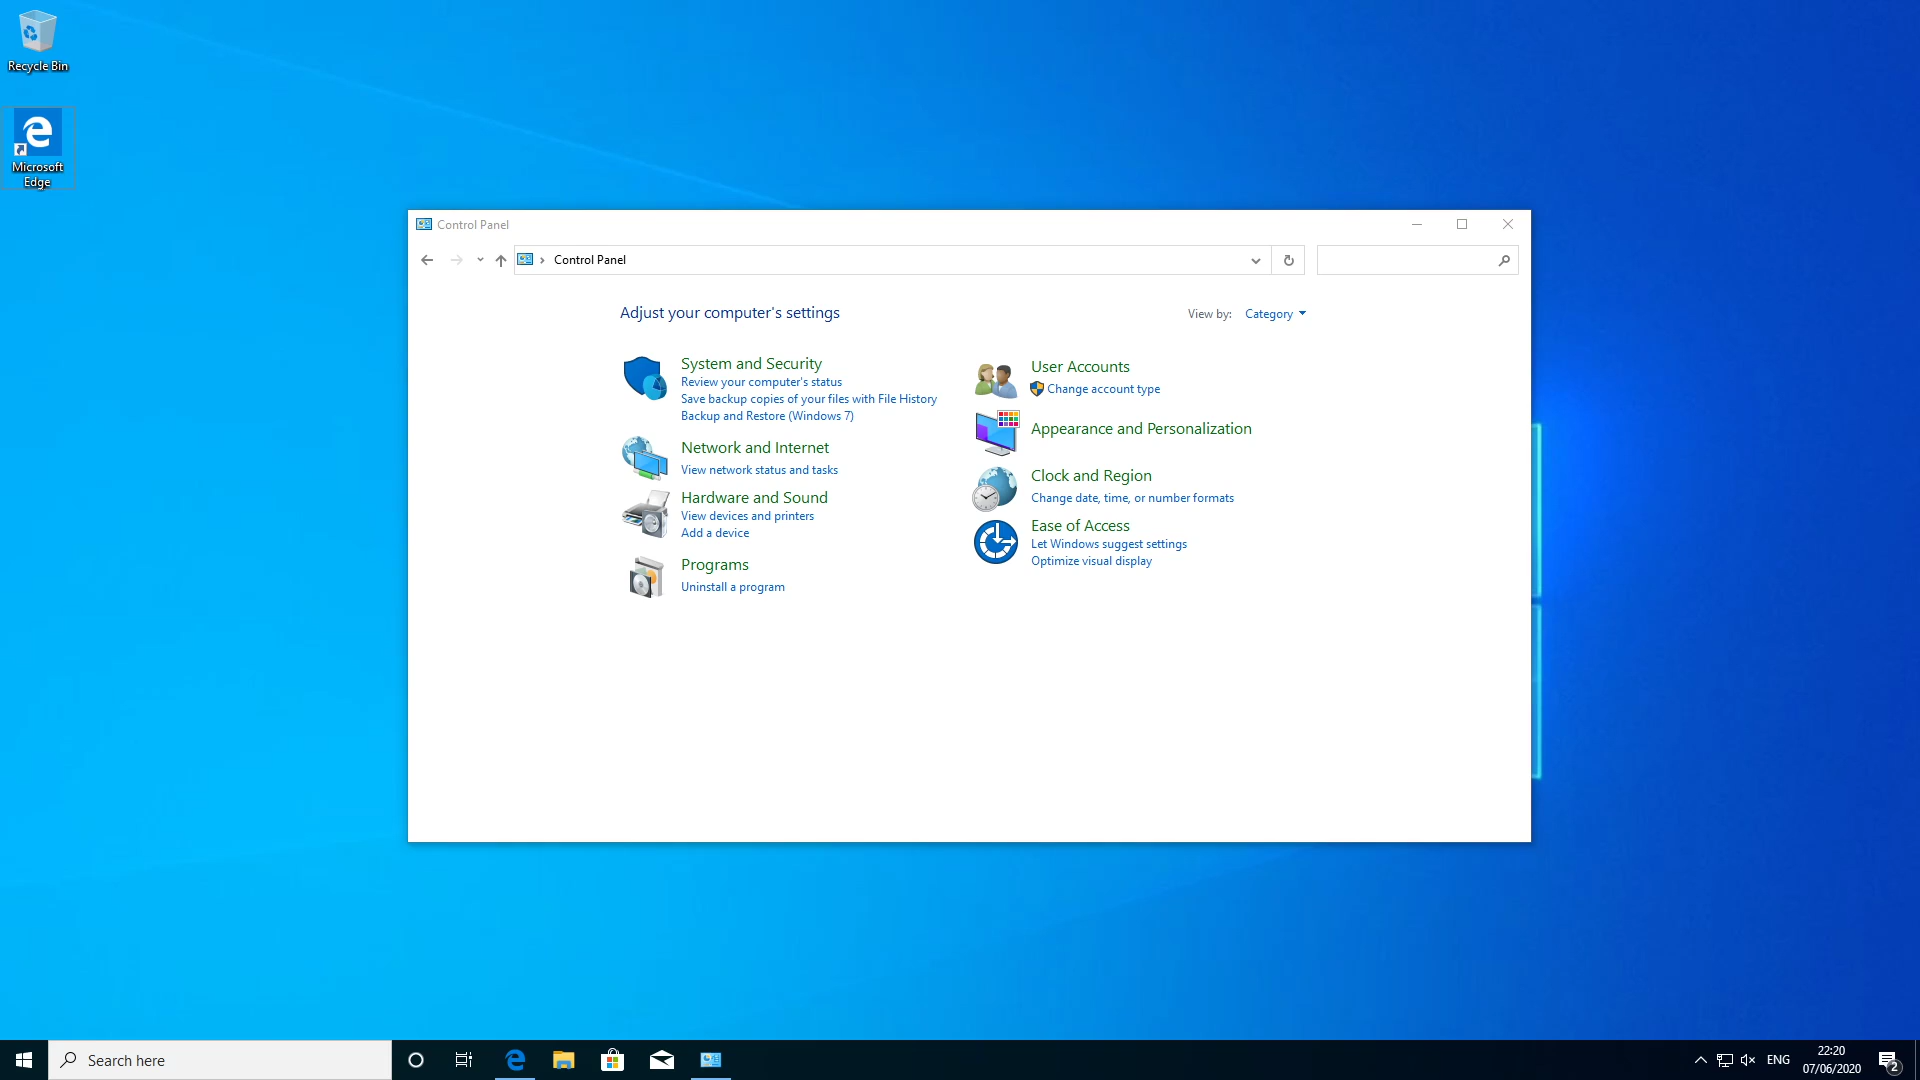 Recycle Bin
Microsoft
Edge
Control Panel
Control Panel
Adjust your computer's settings
View by: Category
System and Security
Review your computer's status
Save backup copies of your files with File History
Backup and Restore (Windows 7)
Network and Internet
View network status and tasks
Hardware and Sound
View devices and printers
Add a device
Programs
Uninstall a program
User Accounts
Change account type
Appearance and Personalization
Clock and Region
Change date, time, or number formats
Ease of Access
Let Windows suggest settings
Optimize visual display
Search here
ENG
22:20
07/06/2020
2